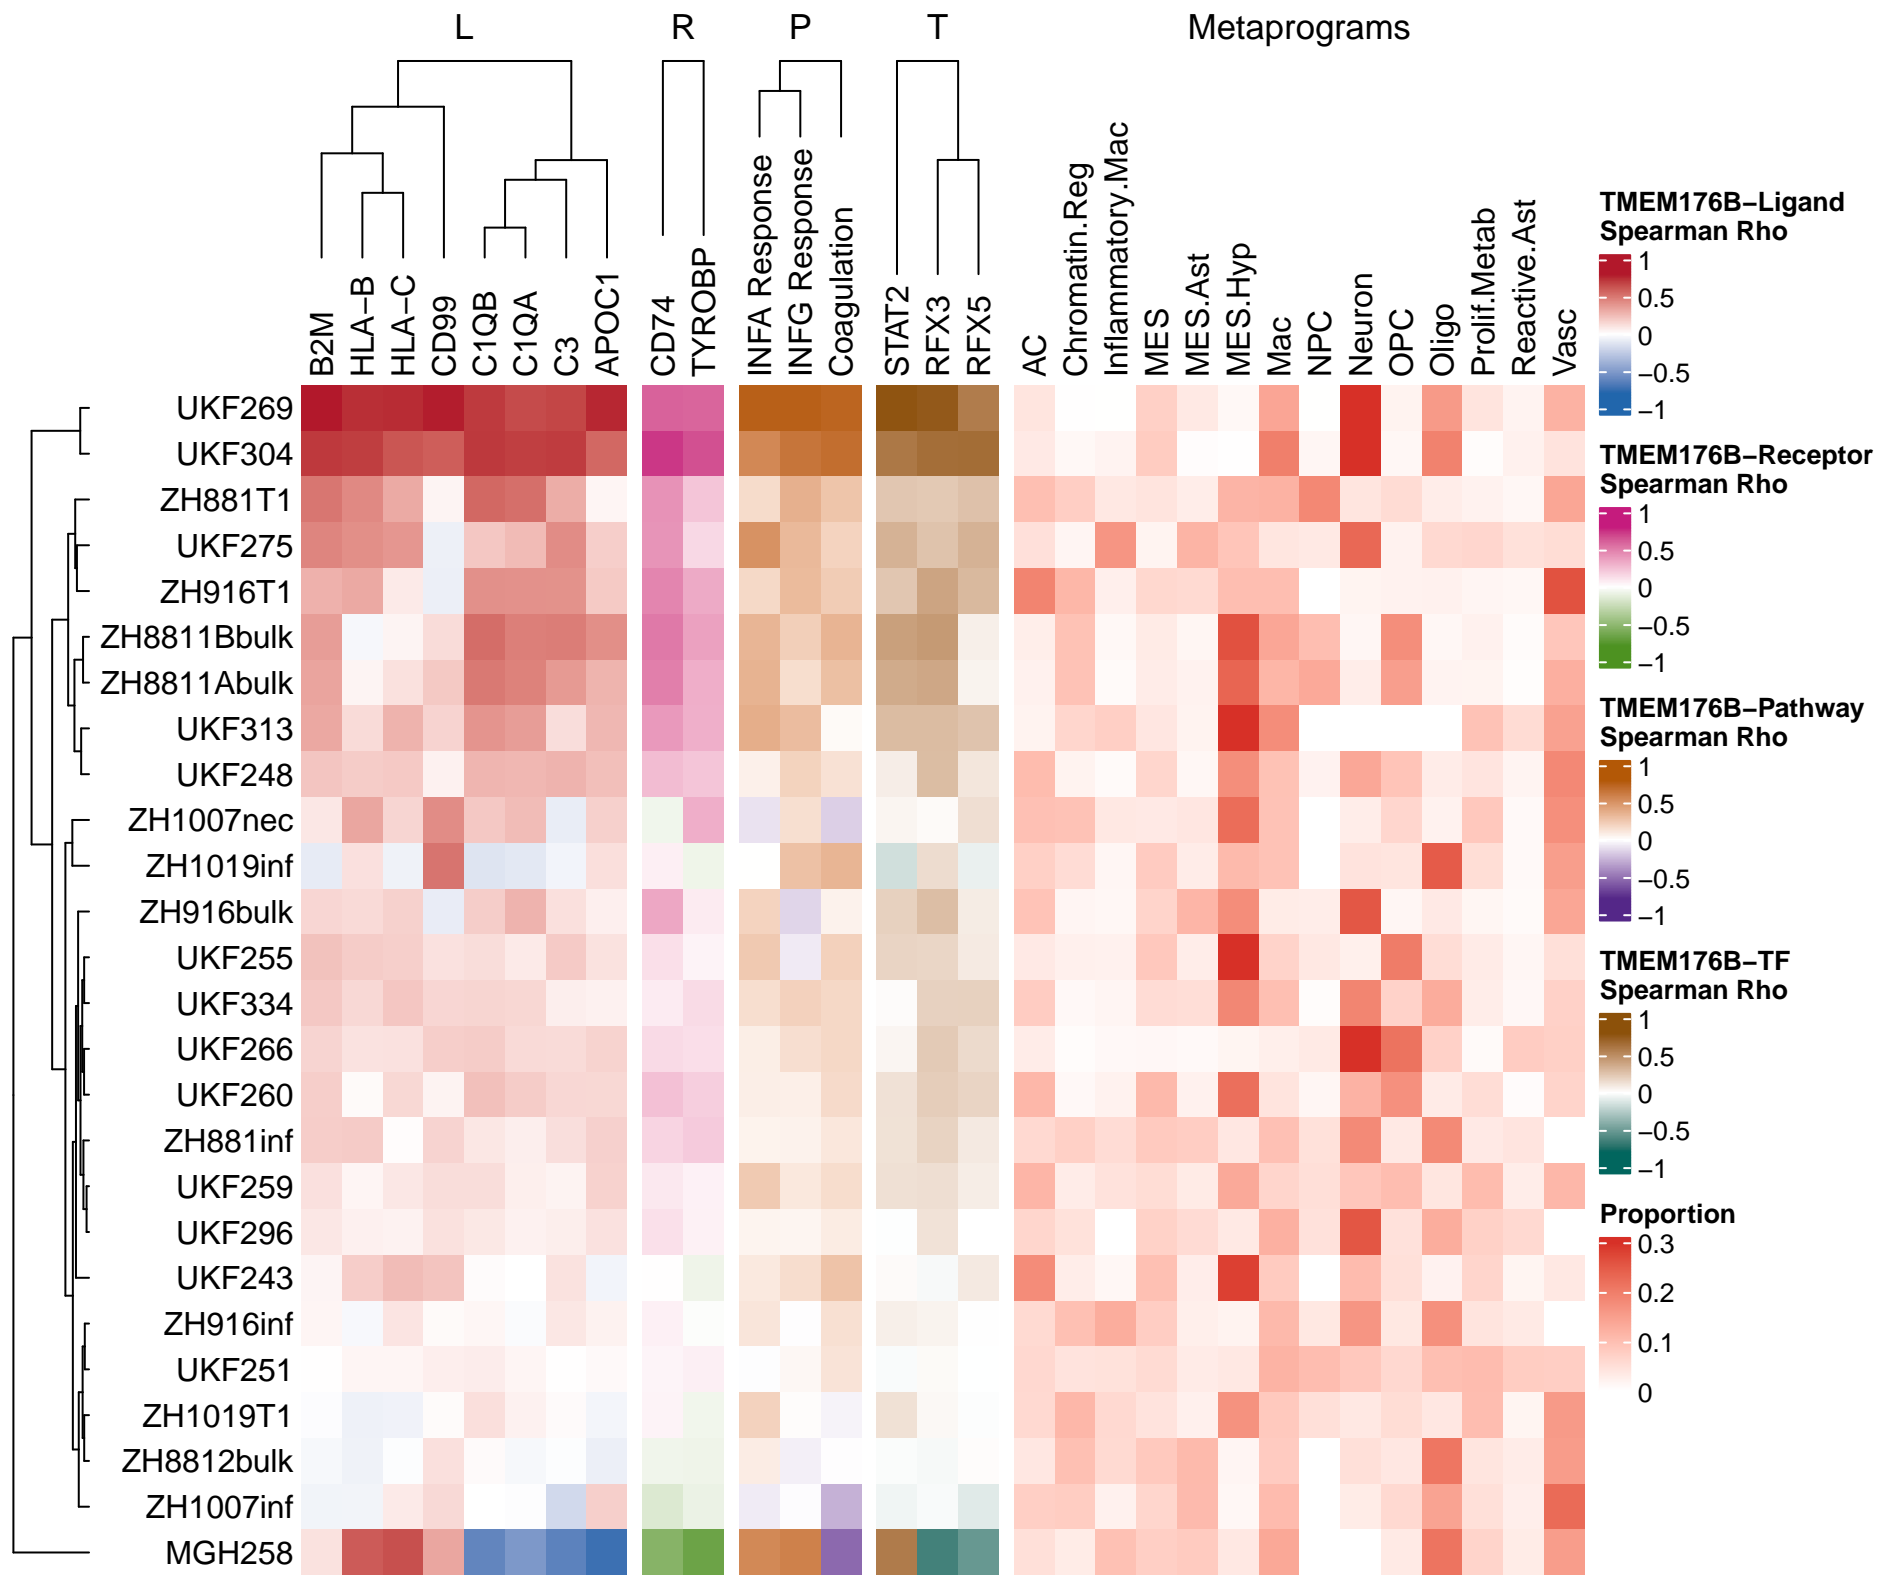 L R P T Metaprograms
B2M
HLA−B
HLA−C
CD99
C1QB
C1QA
C3
APOC1
CD74
TYROBP
INFA Response
INFG Response
Coagulation
STAT2
RFX3
RFX5
AC
Chromatin.Reg
Inflammatory.Mac
MES
MES.Ast
MES.Hyp
Mac
NPC
Neuron
OPC
Oligo
Prolif.Metab
Reactive.Ast
Vasc
UKF269
UKF304
ZH881T1
UKF275
ZH916T1
ZH8811Bbulk
ZH8811Abulk
UKF313
UKF248
ZH1007nec
ZH1019inf
ZH916bulk
UKF255
UKF334
UKF266
UKF260
ZH881inf
UKF259
UKF296
UKF243
ZH916inf
UKF251
ZH1019T1
ZH8812bulk
ZH1007inf
MGH258
TMEM176B−Ligand
Spearman Rho
1
0.5
0
−0.5
−1
TMEM176B−Receptor
Spearman Rho
1
0.5
0
−0.5
−1
TMEM176B−Pathway
Spearman Rho
1
0.5
0
−0.5
−1
TMEM176B−TF
Spearman Rho
1
0.5
0
−0.5
−1
Proportion
0.3
0.2
0.1
0